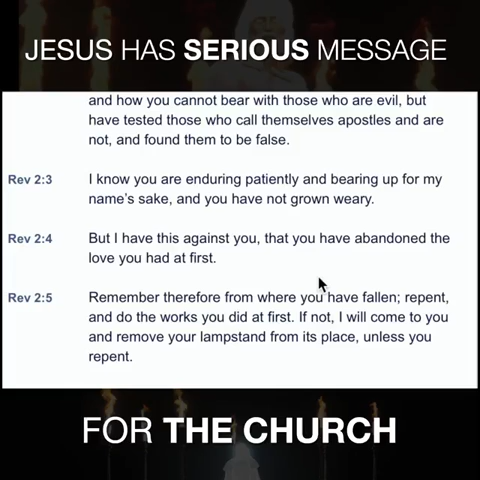 JESUS HAS SERIOUS MESSAGE
and how you cannot bear with those who are evil, but
have tested those who call themselves apostles and are
not, and found them to be false.
Rev 2:3 I know you are enduring patiently and bearing up for my
name's sake, and you have not grown weary.
Rev 2:4 But I have this against you, that you have abandoned the
love you had at first.
Rev 2:5 Remember therefore from where you have fallen; repent,
and do the works you did at first. If not, I will come to you
and remove your lampstand from its place, unless you
repent.
FOR THE CHURCH